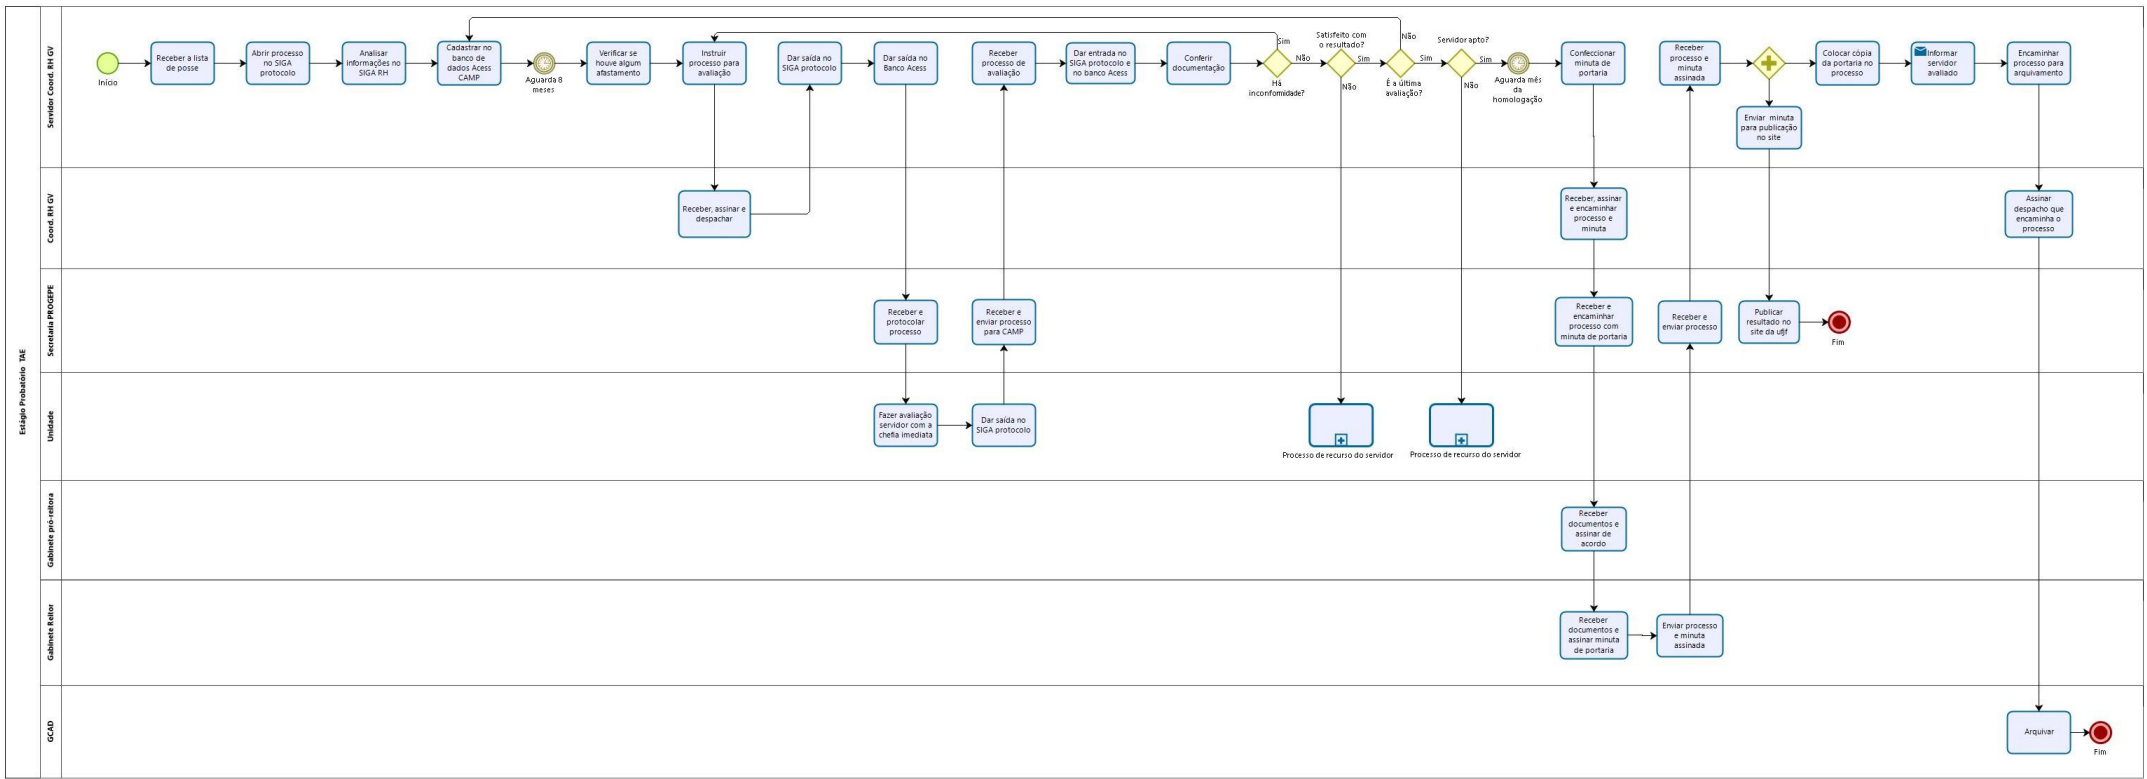 Estágio Probatório TAE
Servidor Coord. RH GV
Início
Receber a lista
de posse
Abrir processo
no SIGA
protocolo
Analisar
informações no
SIGA RH
Cadastrar no
banco de
dados Acess
CAMP
Aguarda 8
meses
Verificar se
houve algum
afastamento
Instruir
processo para
avaliação
Dar saída no
SIGA protocolo
Dar saída no
Banco Acess
Receber
processo de
avaliação
Dar entrada no
SIGA protocolo e
no banco Acess
Conferir
documentação
Sim
Não
Há
inconformidade?
Satisfeito com
o resultado?
Sim
Não
Não
Sim
É a última
avaliação?
Servidor apto?
Sim
Não
Aguarda mês
da
homologação
Confeccionar
minuta de
portaria
Receber
processo e
minuta
assinada
Enviar minuta
para publicação
no site
Colocar cópia
da portaria no
processo
Informar
servidor
avaliado
Encaminhar
processo para
arquivamento
Coord. RH GV
Receber, assinar e
despachar
Receber, assinar
e encaminhar
processo e
minuta
Assinar
despacho que
encaminha o
processo
Secretaria PROGEPE
Receber e
protocolar
processo
Receber e
enviar processo
para CAMP
Receber e
encaminhar
processo com
minuta de portaria
Receber e
enviar processo
Publicar
resultado no
site da ufjf
Fim
Unidade
Fazer avaliação
servidor com a
chefia imediata
Dar saída no
SIGA protocolo
Processo de recurso do servidor
Processo de recurso do servidor
Gabinete pró-reitora
Receber
documentos e
assinar de
acordo
Gabinete Reitor
Receber
documentos e
assinar minuta
de portaria
Enviar processo
e minuta
assinada
GCAD
Arquivar
Fim